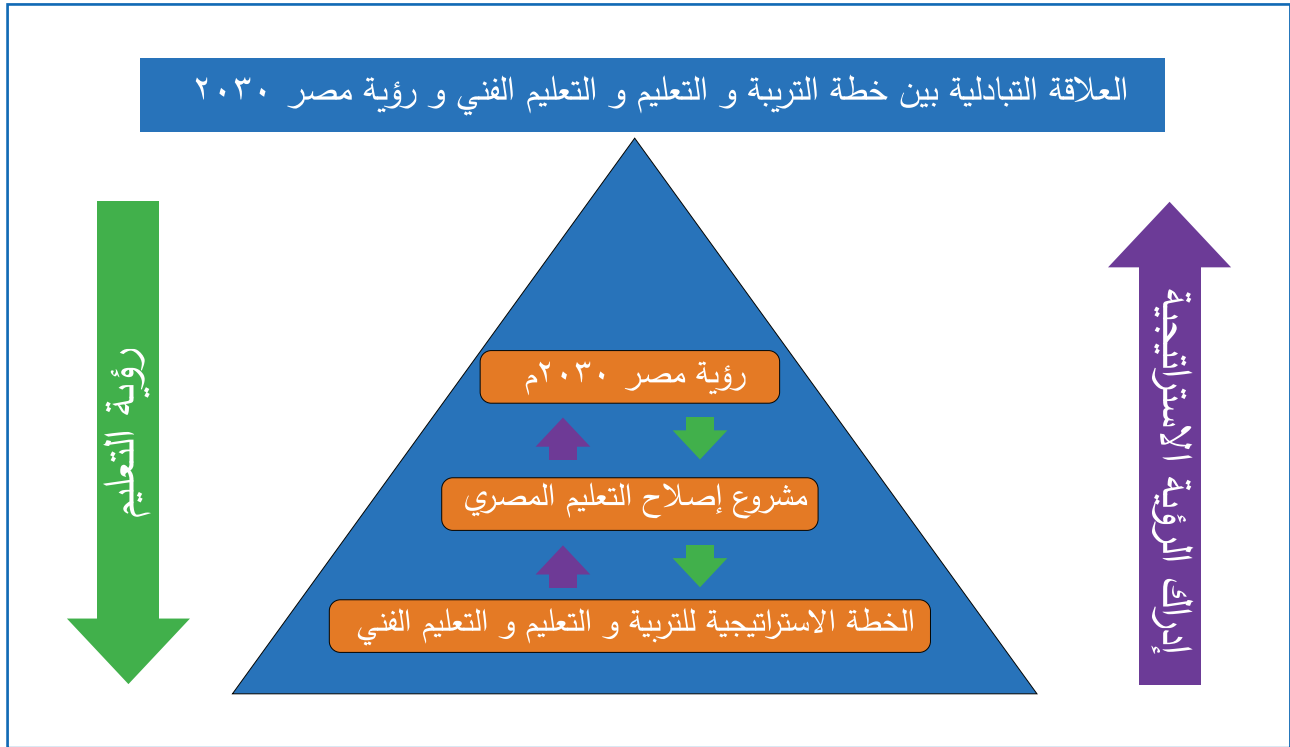 العلاقة التبادلية بين خطة التريبة و التعليم و التعليم الفني و رؤية مصر ٢٠٣٠
إدراك الرؤية الاستراتيجية
رؤية مصر ٢٠٣٠م
مشروع إصلاح التعليم المصري
الخطة الاستراتيجية للتربية و التعليم و التعليم الفني
رؤية التعليم